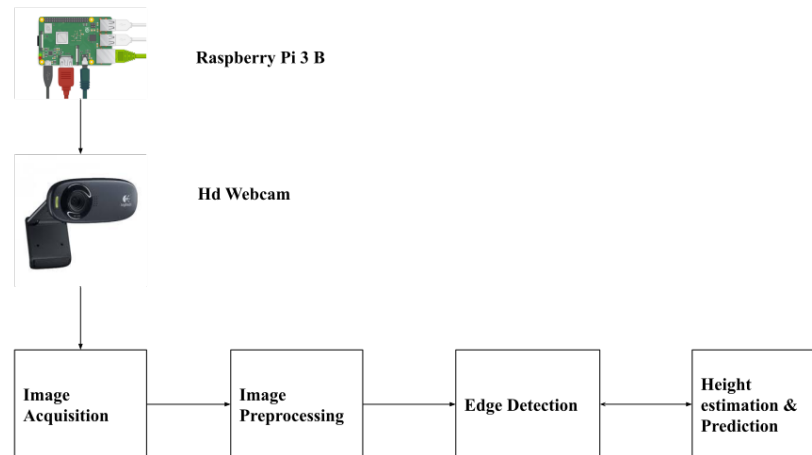 Raspberry Pi 3 B
Hd Webcam
Image
Acquisition
Image
Preprocessing
Edge Detection
Height
estimation &
Prediction